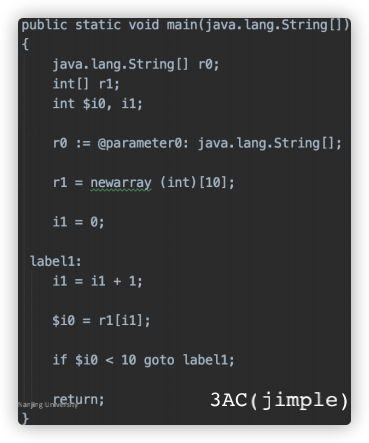 public static void main(java.lang.String[])
{
    java.lang.String[] r0;
    int[] r1;
    int $i0, i1;
    r0 := @parameter0: java.lang.String[];
    r1 = newarray (int)[10];
    i1 = 0;
 label1:
    i1 = i1 + 1;
    $i0 = r1[i1];
    if $i0 < 10 goto label1;
    return;
Nanjing University
3AC(jimple)
}